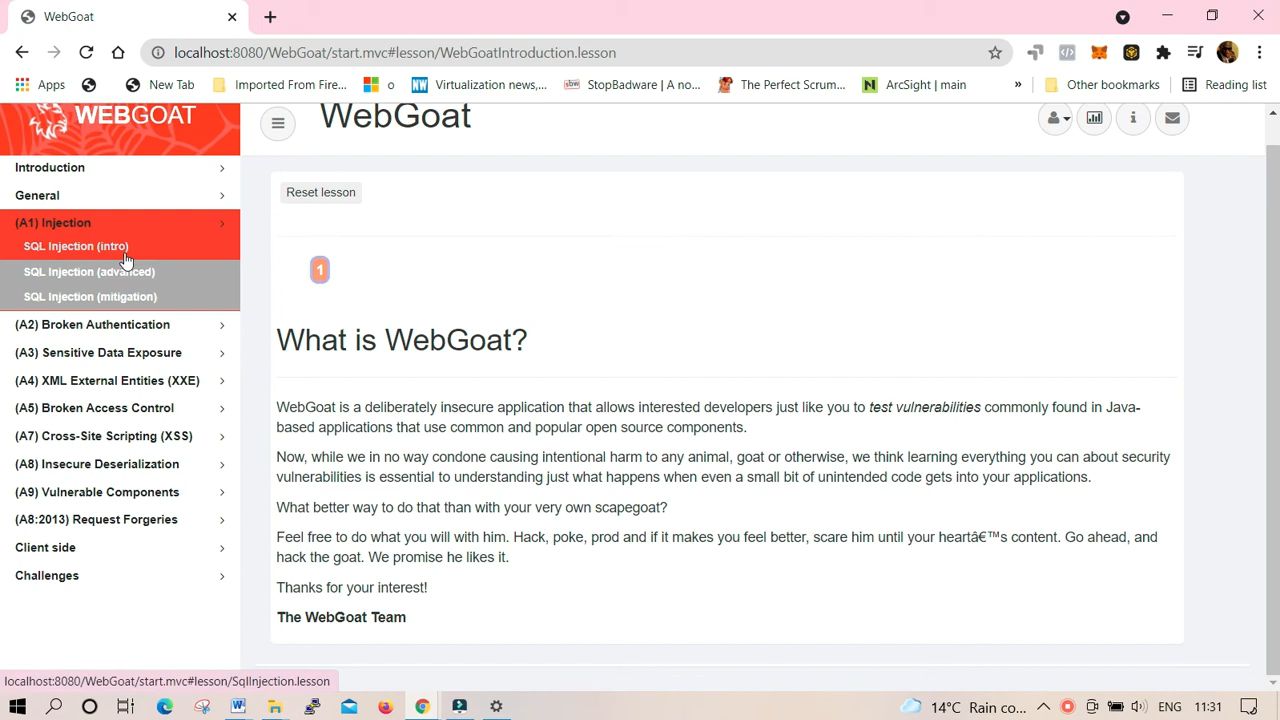 WebGoat
localhost:8080/WebGoat/start.mvc#lesson/WebGoatIntroduction.lesson
Apps
New Tab
Imported From Fire...
o
NW
Virtualization news,...
sbw
StopBadware | A no...
The Perfect Scrum...
N
ArcSight | main
»
Other bookmarks
Reading list
WEBGOAT
WebGoat
Introduction
General
(A1) Injection
SQL Injection (intro)
SQL Injection (advanced)
SQL Injection (mitigation)
(A2) Broken Authentication
(A3) Sensitive Data Exposure
(A4) XML External Entities (XXE)
(A5) Broken Access Control
(A7) Cross-Site Scripting (XSS)
(A8) Insecure Deserialization
(A9) Vulnerable Components
(A8:2013) Request Forgeries
Client side
Challenges
Reset lesson
1
What is WebGoat?
WebGoat is a deliberately insecure application that allows interested developers just like you to test vulnerabilities commonly found in Java-
based applications that use common and popular open source components.
Now, while we in no way condone causing intentional harm to any animal, goat or otherwise, we think learning everything you can about security
vulnerabilities is essential to understanding just what happens when even a small bit of unintended code gets into your applications.
What better way to do that than with your very own scapegoat?
Feel free to do what you will with him. Hack, poke, prod and if it makes you feel better, scare him until your heartâ€™s content. Go ahead, and
hack the goat. We promise he likes it.
Thanks for your interest!
The WebGoat Team
localhost:8080/WebGoat/start.mvc#lesson/SqlInjection.lesson
14°C Rain co...
ENG
11:31